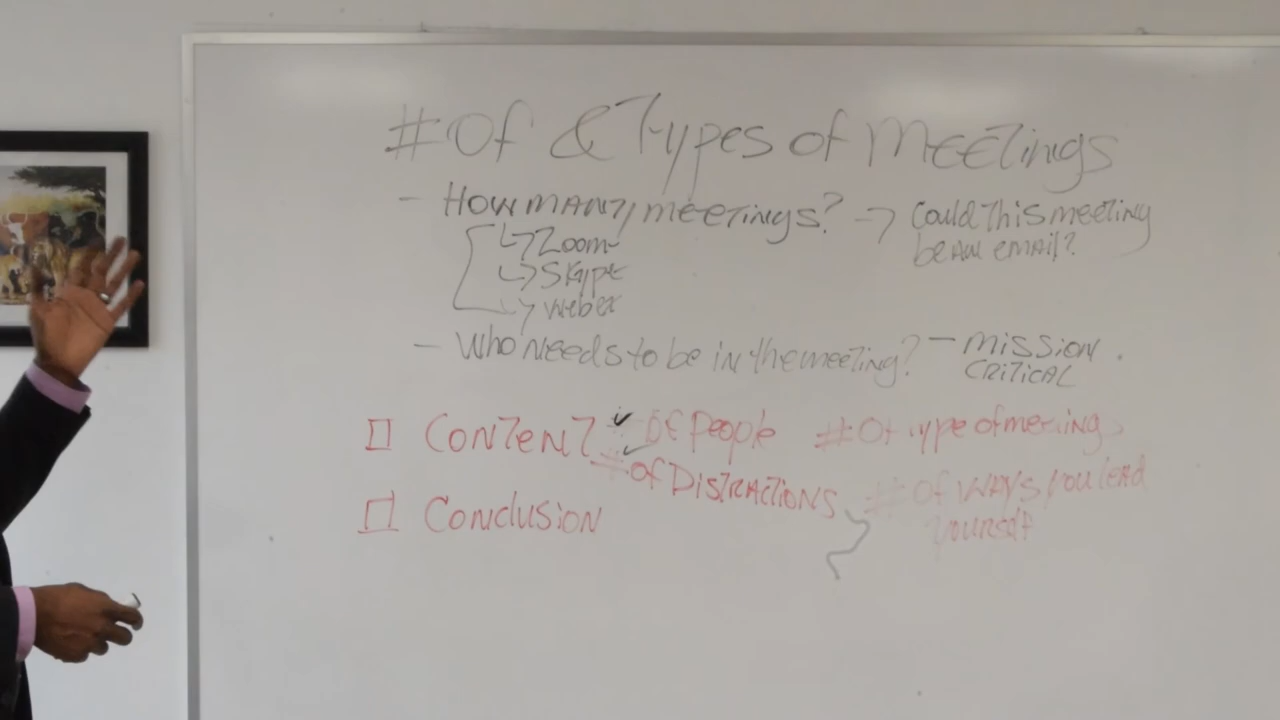 # Of & Types of Meetings
- How many meetings? → Could this meeting
be an email?
↳ Zoom
↳ Skype
↳ Webex
- Who needs to be in the meeting? - Mission
Critical
□ Content # of People # Of Type of meetings
# of Distractions # Of ways you lead
yourself
□ Conclusion